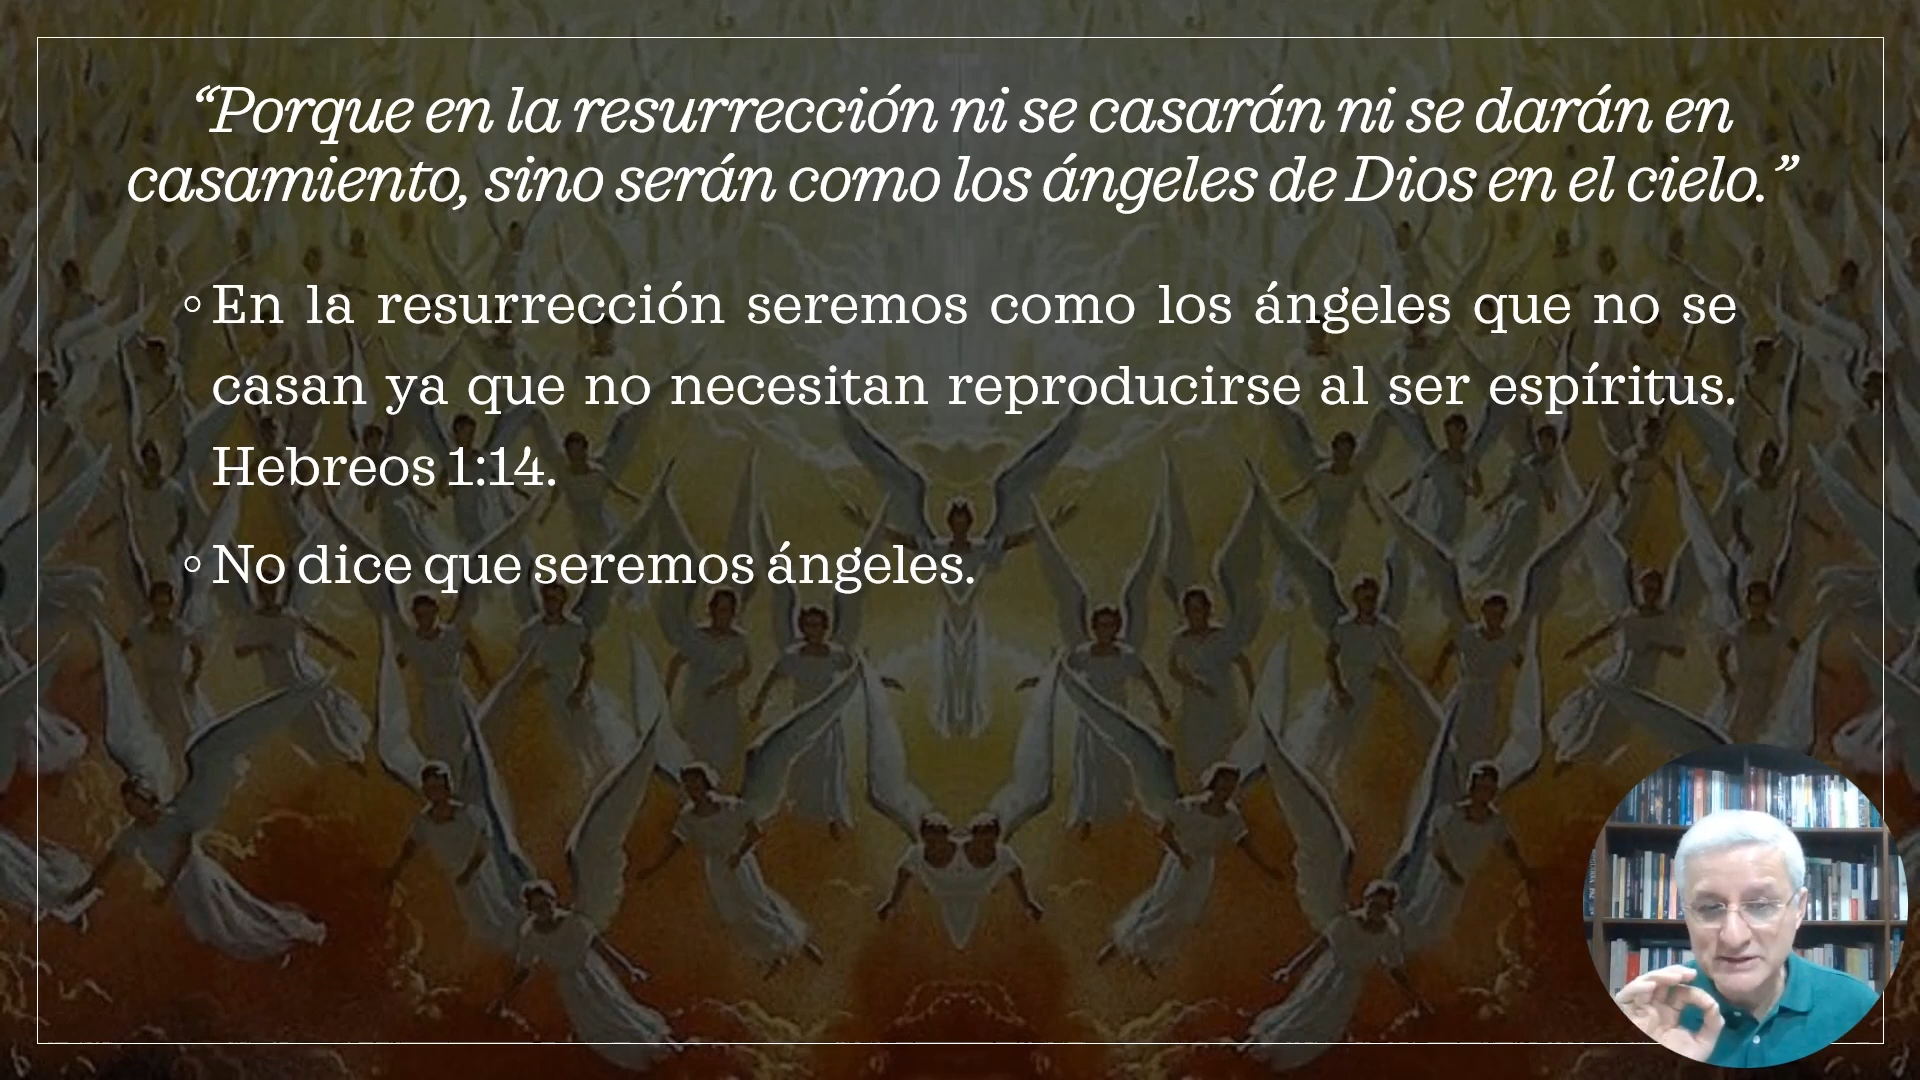 “Porque en la resurrección ni se casarán ni se darán en
casamiento, sino serán como los ángeles de Dios en el cielo.”
◦ En la resurrección seremos como los ángeles que no se
casan ya que no necesitan reproducirse al ser espíritus.
Hebreos 1:14.
◦ No dice que seremos ángeles.